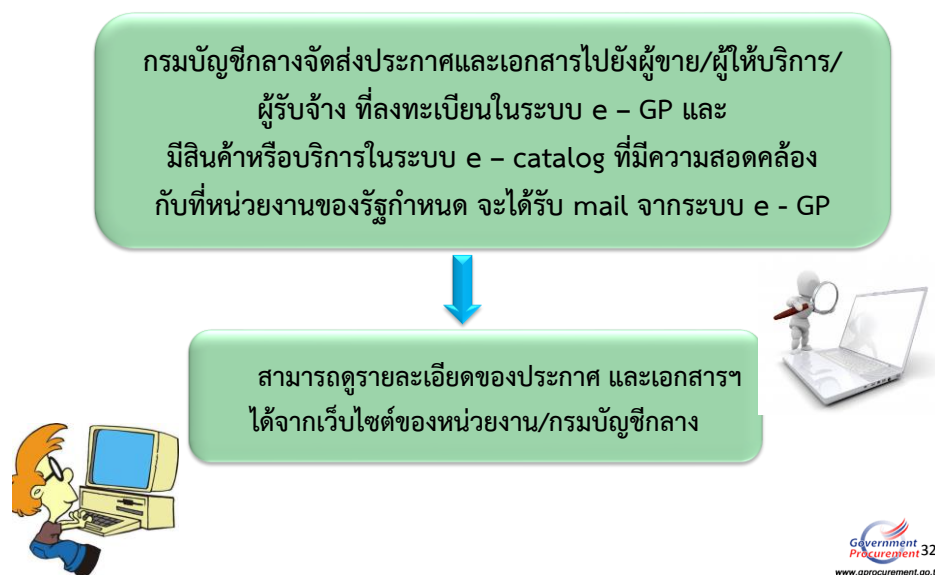 กรมบัญชีกลางจัดส่งประกาศและเอกสารไปยังผู้ขาย/ผู้ให้บริการ/
ผู้รับจ้าง ที่ลงทะเบียนในระบบ e – GP และ
มีสินค้าหรือบริการในระบบ e – catalog ที่มีความสอดคล้อง
กับที่หน่วยงานของรัฐกำหนด จะได้รับ mail จากระบบ e - GP
สามารถดูรายละเอียดของประกาศ และเอกสารฯ
ได้จากเว็บไซต์ของหน่วยงาน/กรมบัญชีกลาง
Government
Procurement 32
www.gprocurement.go.t